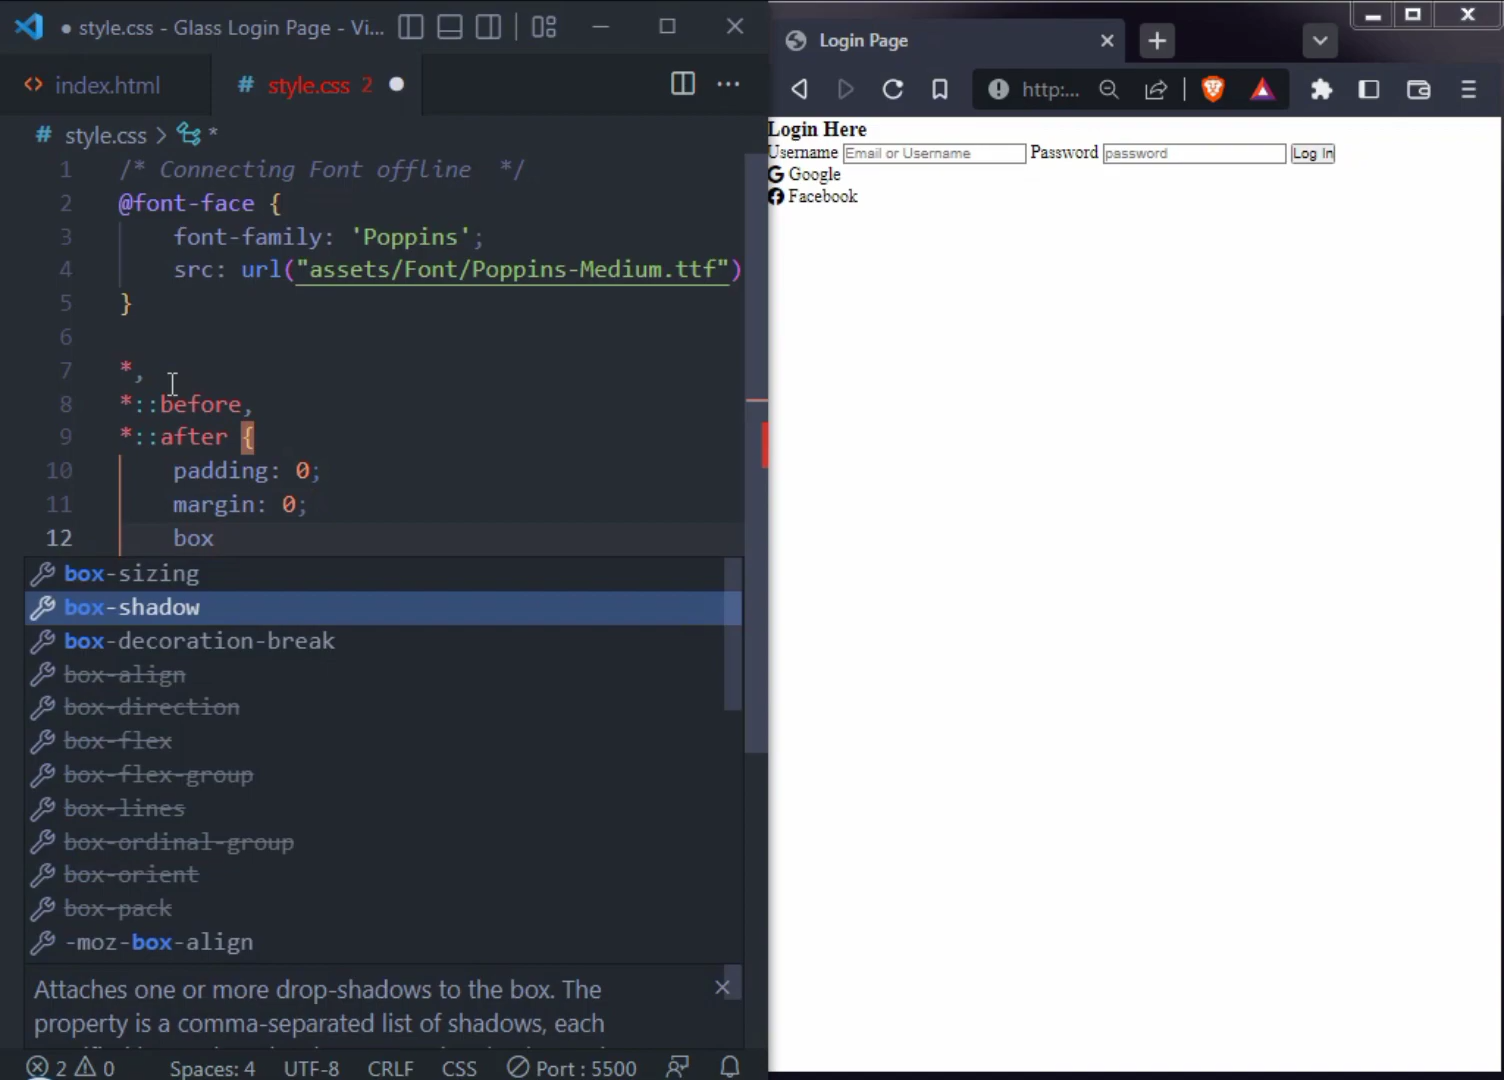 style.css - Glass Login Page - Vi...
index.html
# style.css 2
# style.css > *
1 /* Connecting Font offline */
2 @font-face {
3 font-family: 'Poppins';
4 src: url("assets/Font/Poppins-Medium.ttf")
5 }
6
7 *,
8 *::before,
9 *::after {
10 padding: 0;
11 margin: 0;
12 box
box-sizing
box-shadow
box-decoration-break
box-align
box-direction
box-flex
box-flex-group
box-lines
box-ordinal-group
box-orient
box-pack
-moz-box-align
Attaches one or more drop-shadows to the box. The
property is a comma-separated list of shadows, each
2 0 Spaces: 4 UTF-8 CRLF CSS Port : 5500
Login Page
http:...
Login Here
Username Email or Username Password password Log In
Google
Facebook